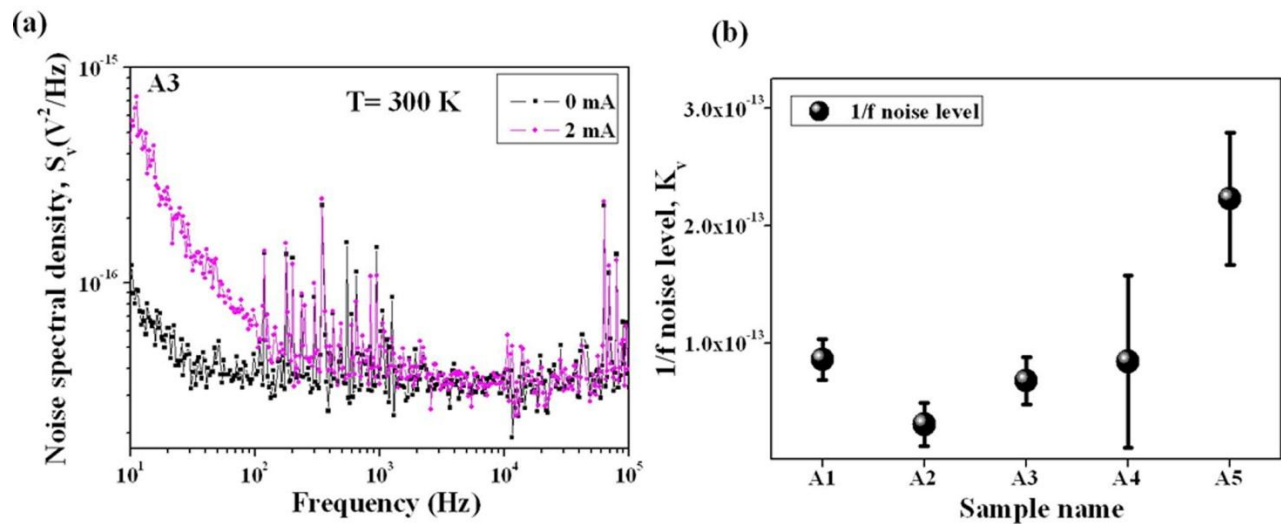 (a)
10^-15
10^-16
Noise spectral density, S_v(V^2/Hz)
A3
T= 300 K
0 mA
2 mA
10^1
10^2
10^3
10^4
10^5
Frequency (Hz)
(b)
3.0x10^-13
2.0x10^-13
1.0x10^-13
1/f noise level, K_v
1/f noise level
A1
A2
A3
A4
A5
Sample name